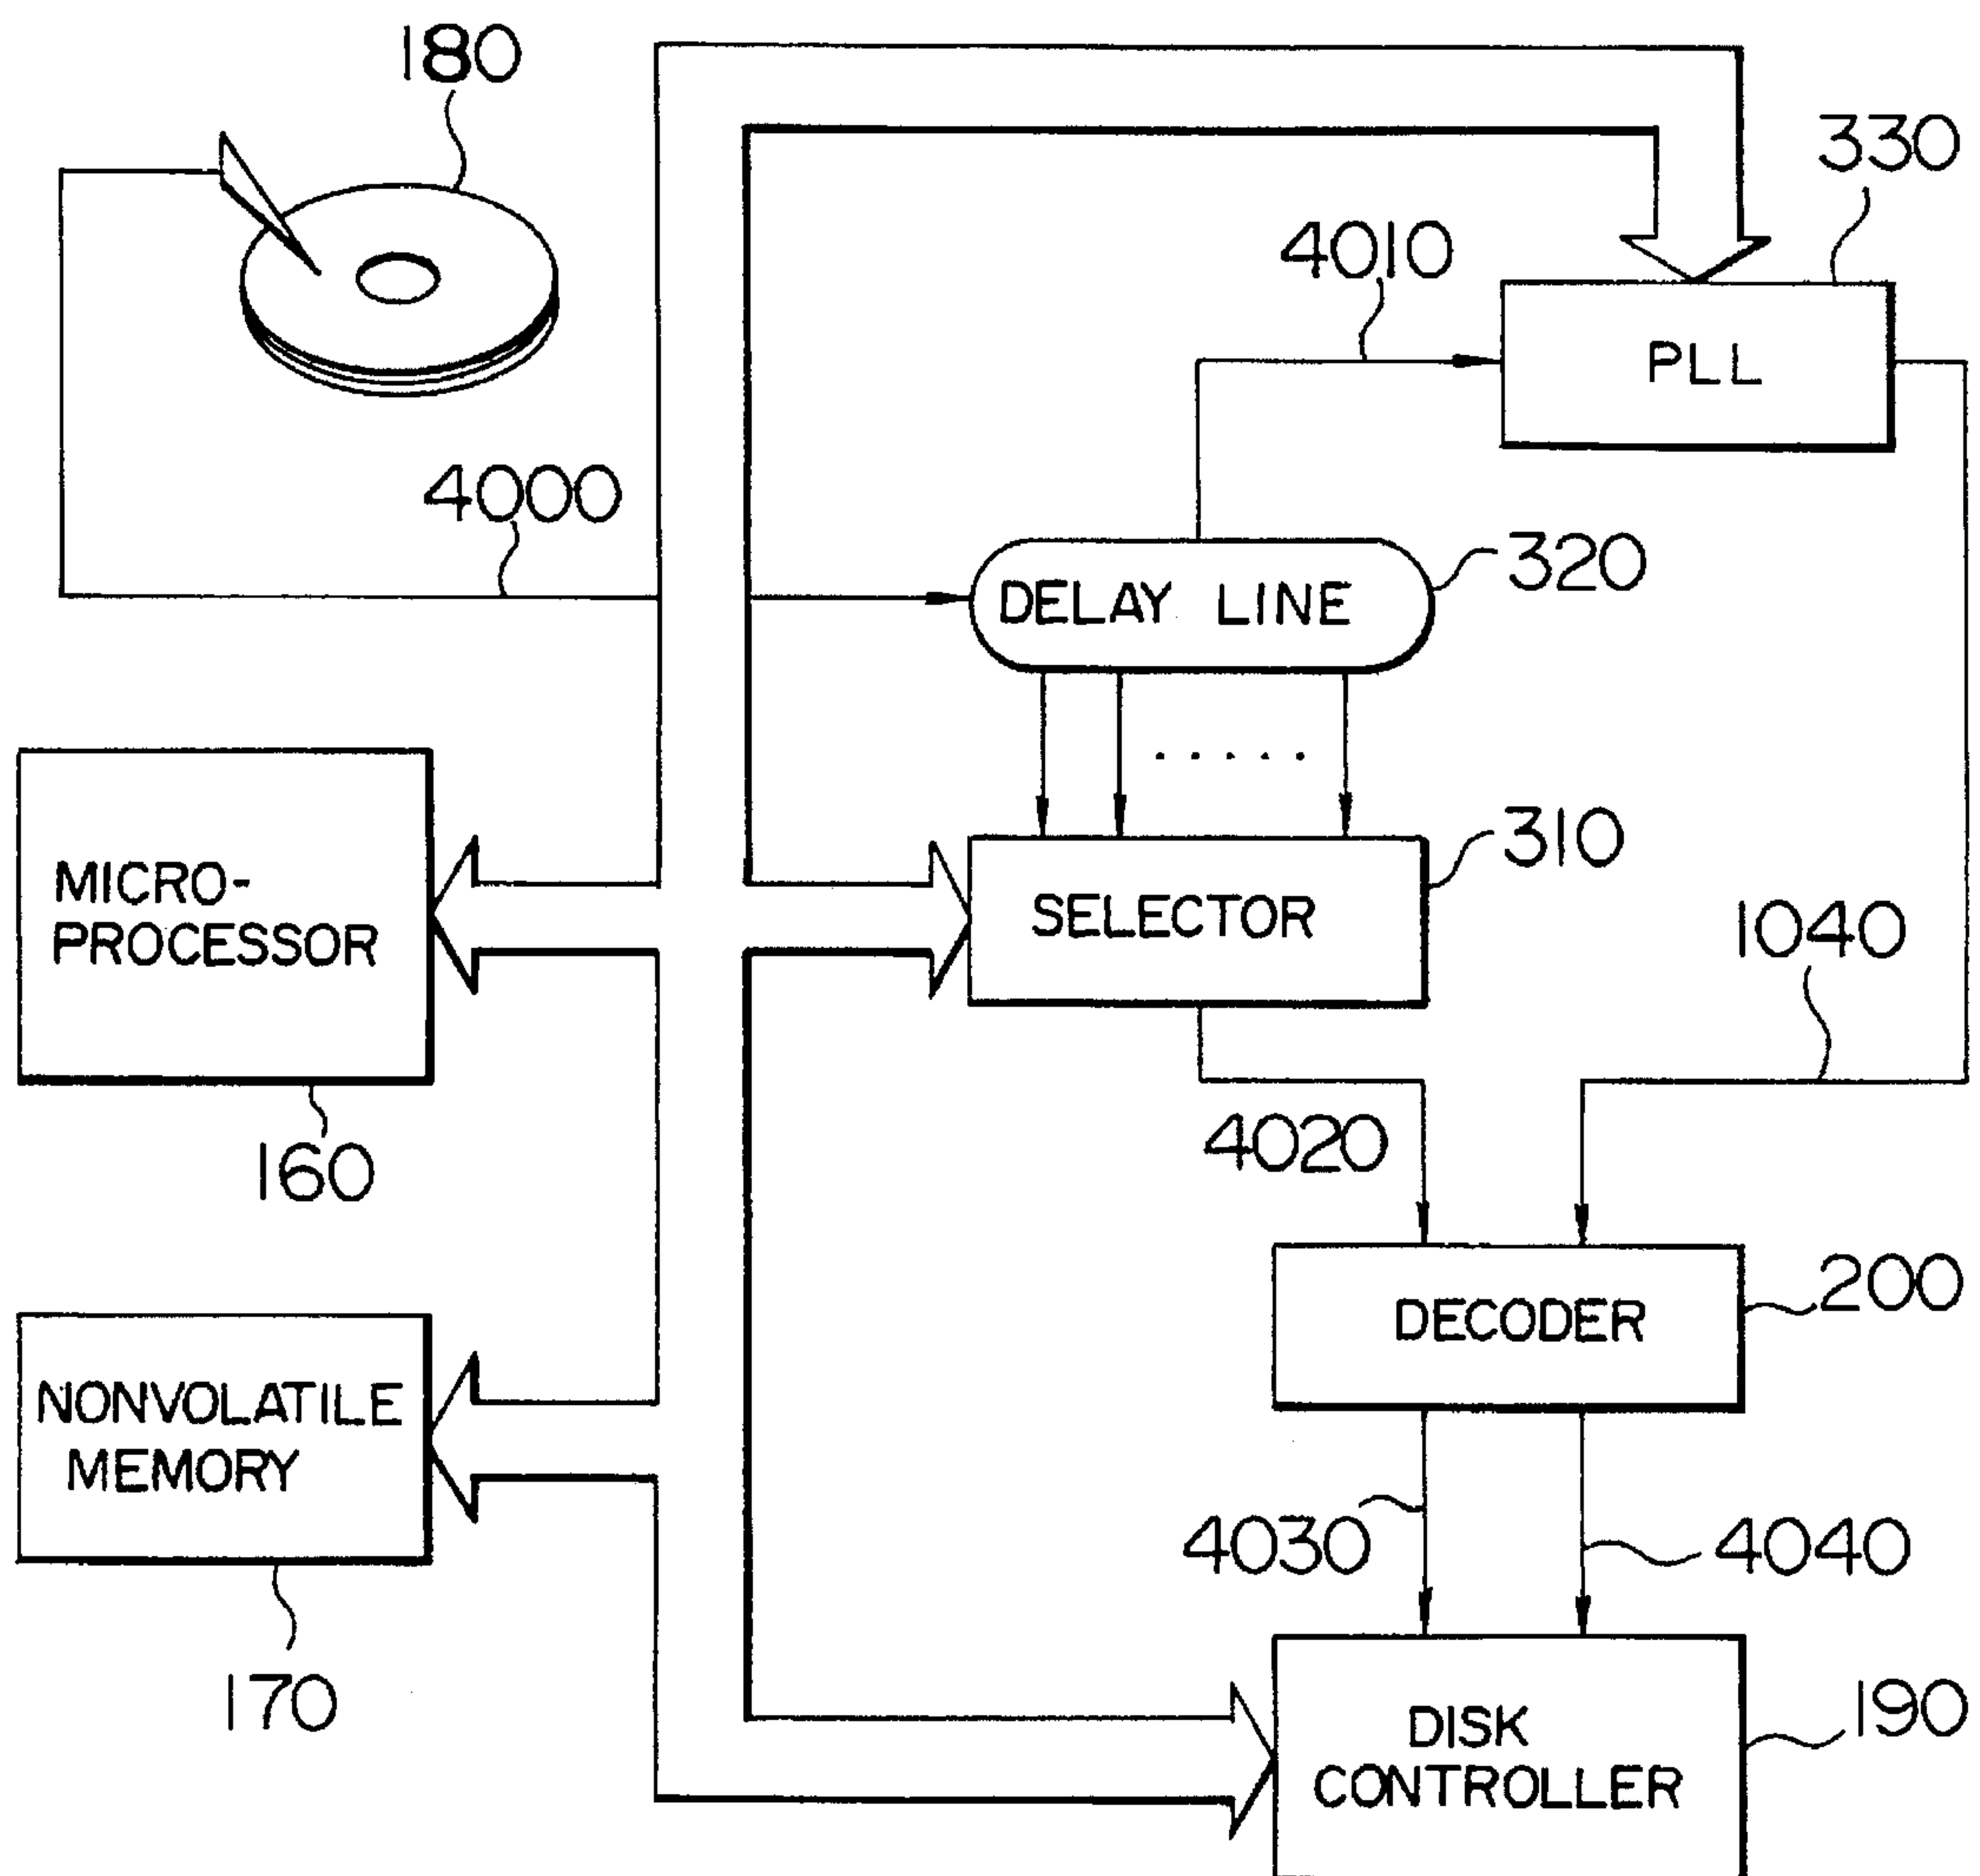 180
330
4010
PLL
4000
320
DELAY LINE
310
MICRO-
PROCESSOR
SELECTOR
1040
4020
160
200
DECODER
NONVOLATILE
MEMORY
4030
4040
170
190
DISK
CONTROLLER